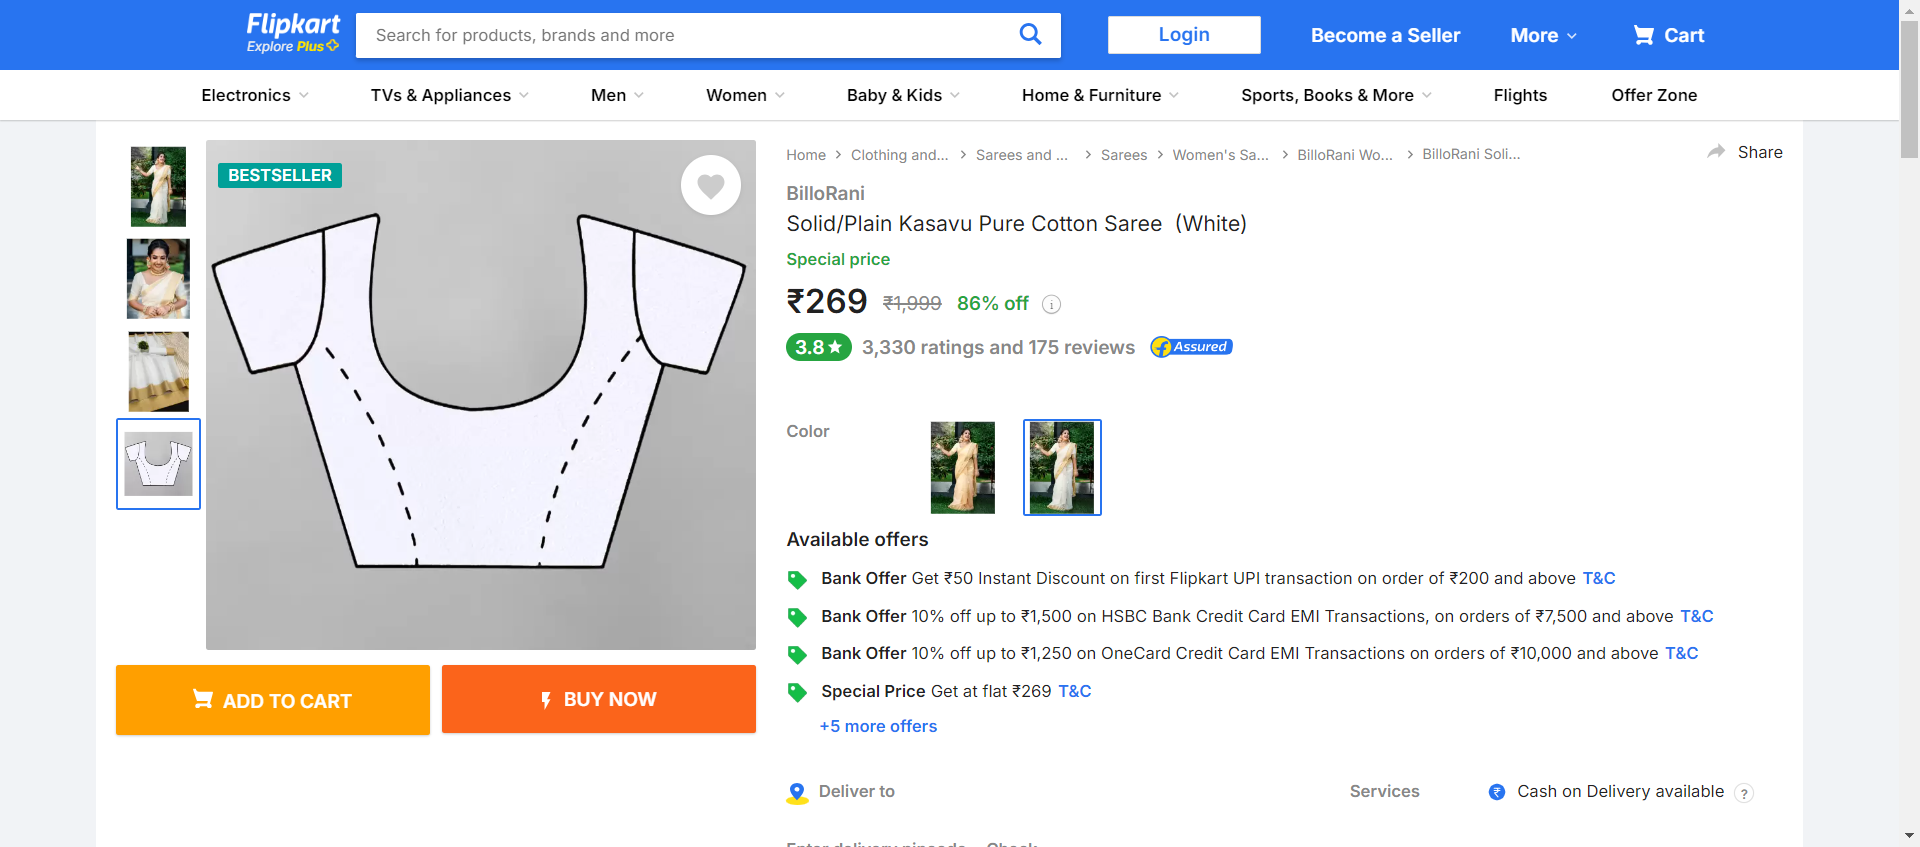 Flipkart
Explore Plus
Search for products, brands and more
Login
Become a Seller
More
Cart
Electronics
TVs & Appliances
Men
Women
Baby & Kids
Home & Furniture
Sports, Books & More
Flights
Offer Zone
BESTSELLER
Home
Clothing and...
Sarees and ...
Sarees
Women's Sa...
BilloRani Wo...
BilloRani Soli...
Share
BilloRani
Solid/Plain Kasavu Pure Cotton Saree (White)
Special price
₹269 ₹1,999 86% off
3.8 3,330 ratings and 175 reviews Assured
Color
Available offers
Bank Offer Get ₹50 Instant Discount on first Flipkart UPI transaction on order of ₹200 and above T&C
Bank Offer 10% off up to ₹1,500 on HSBC Bank Credit Card EMI Transactions, on orders of ₹7,500 and above T&C
Bank Offer 10% off up to ₹1,250 on OneCard Credit Card EMI Transactions on orders of ₹10,000 and above T&C
Special Price Get at flat ₹269 T&C
+5 more offers
ADD TO CART
BUY NOW
Deliver to
Services
₹ Cash on Delivery available ?
Enter delivery pincode Check